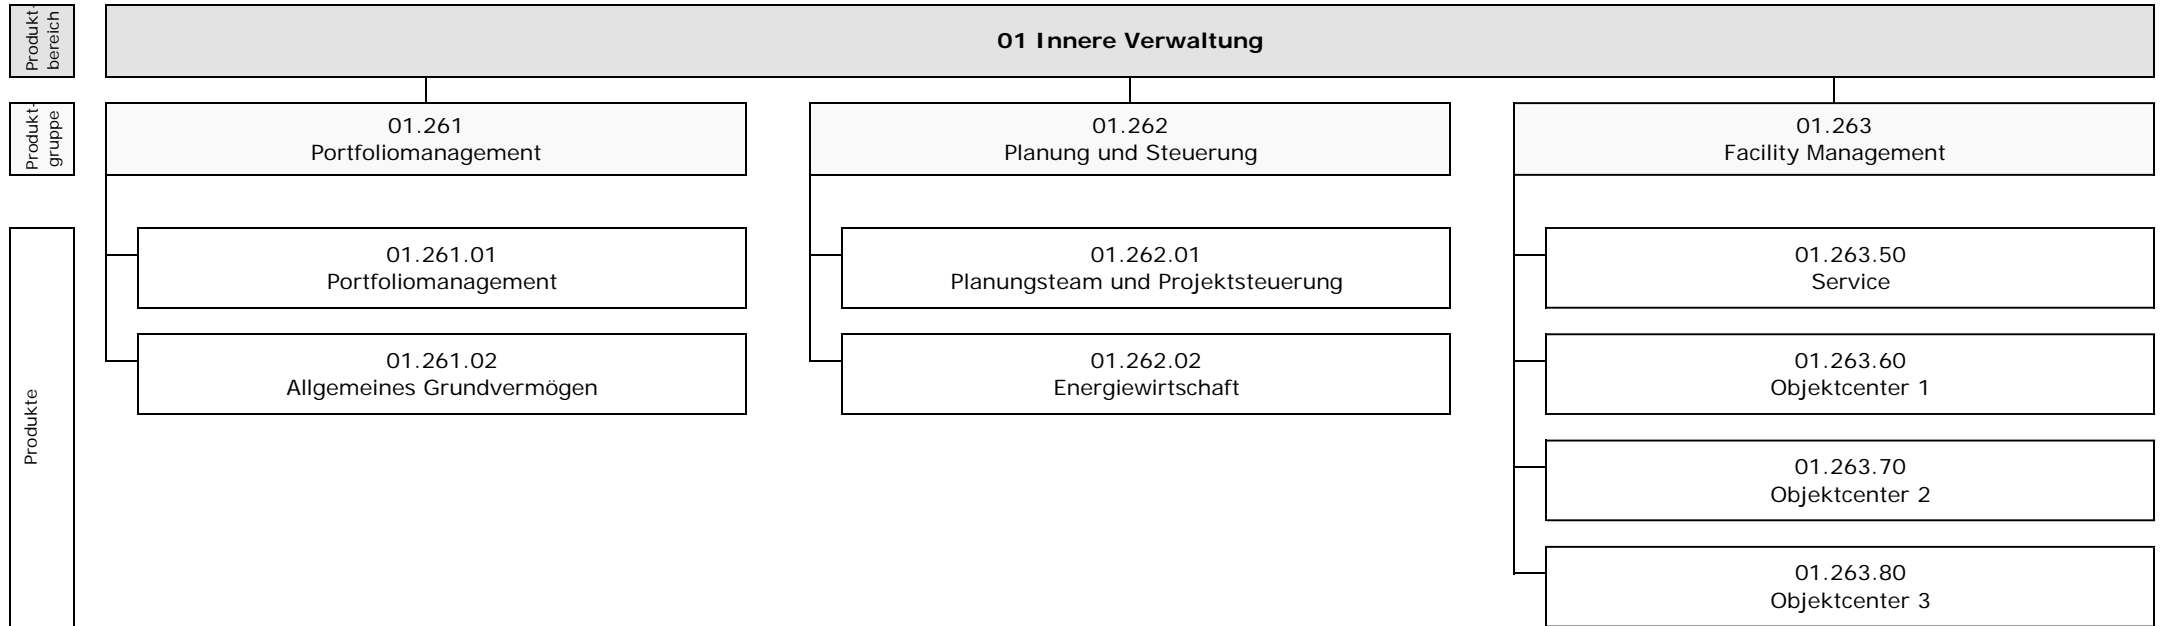 Produkt-
bereich
01 Innere Verwaltung
Produkt-
gruppe
01.261
Portfoliomanagement
01.262
Planung und Steuerung
01.263
Facility Management
Produkte
01.261.01
Portfoliomanagement
01.262.01
Planungsteam und Projektsteuerung
01.263.50
Service
01.261.02
Allgemeines Grundvermögen
01.262.02
Energiewirtschaft
01.263.60
Objektcenter 1
01.263.70
Objektcenter 2
01.263.80
Objektcenter 3